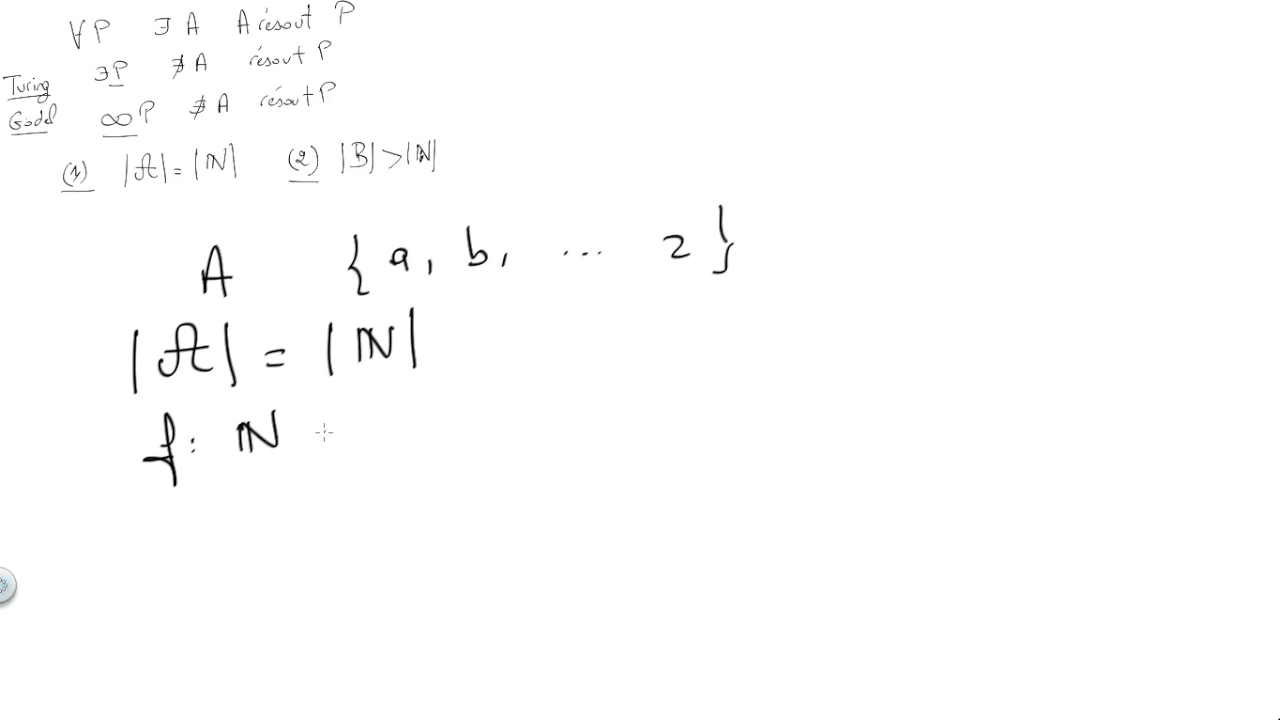 ∀ P ∃ A A résout P
Turing ∃P ∄ A résout P
Godel ∞ P ∄ A résout P
(1) |𝒜| = |ℕ| (2) |B| > |ℕ|
A { a, b, ... z }
|𝒜| = |ℕ|
f: ℕ